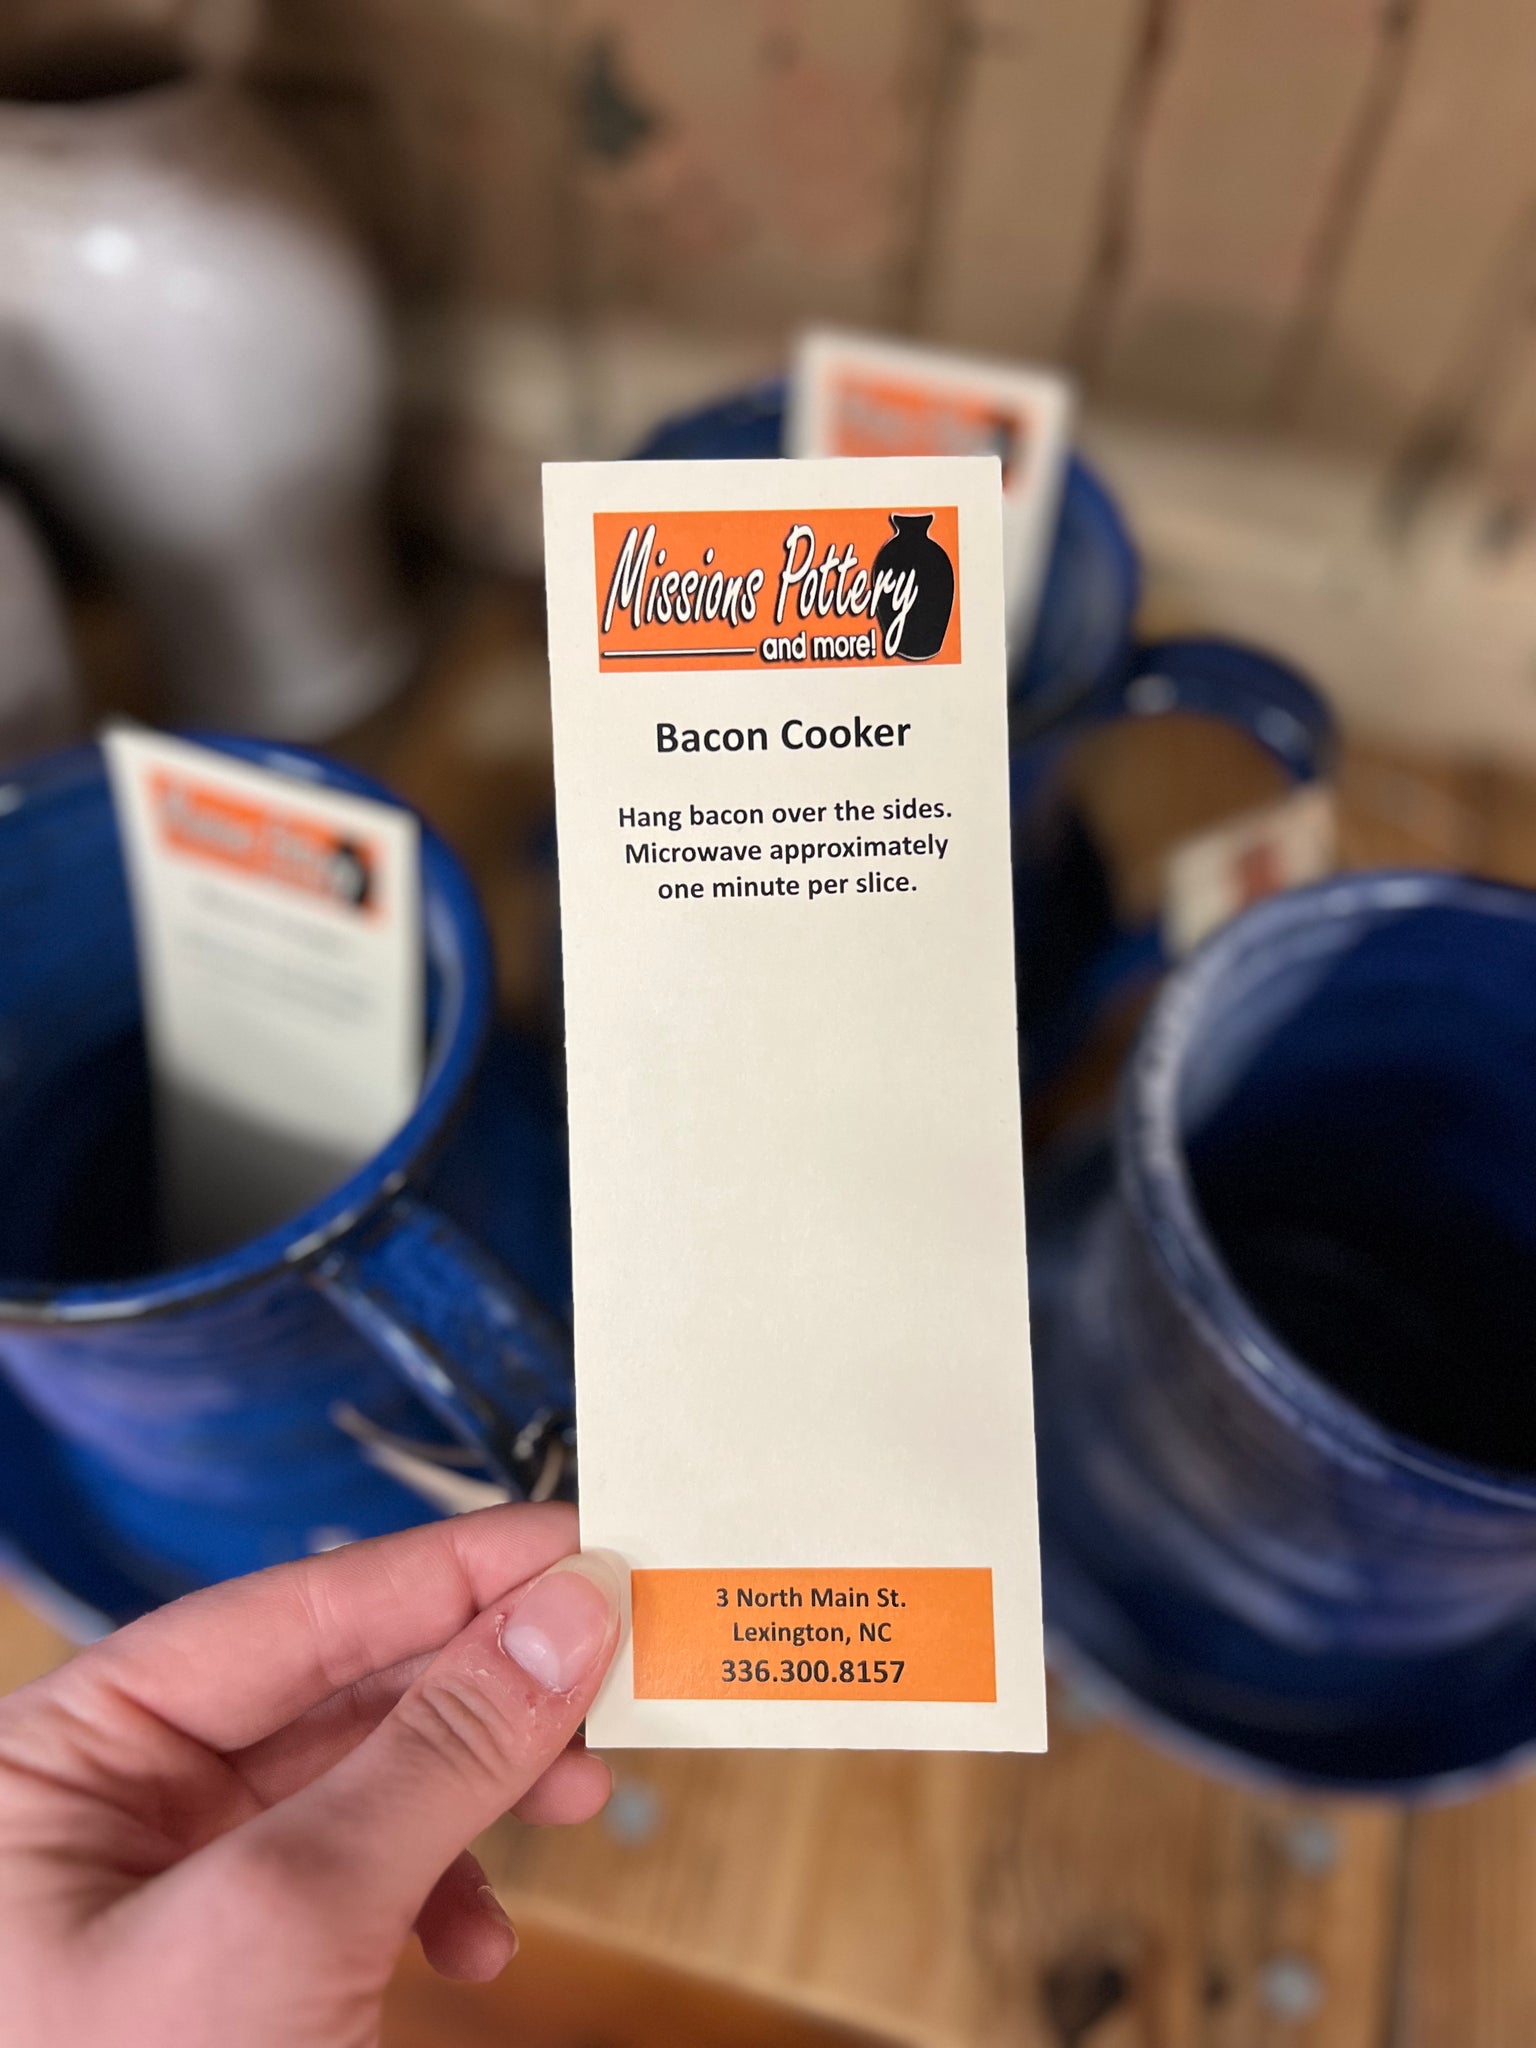 Missions Pottery
and more!
Bacon Cooker
Hang bacon over the sides.
Microwave approximately
one minute per slice.
3 North Main St.
Lexington, NC
336.300.8157